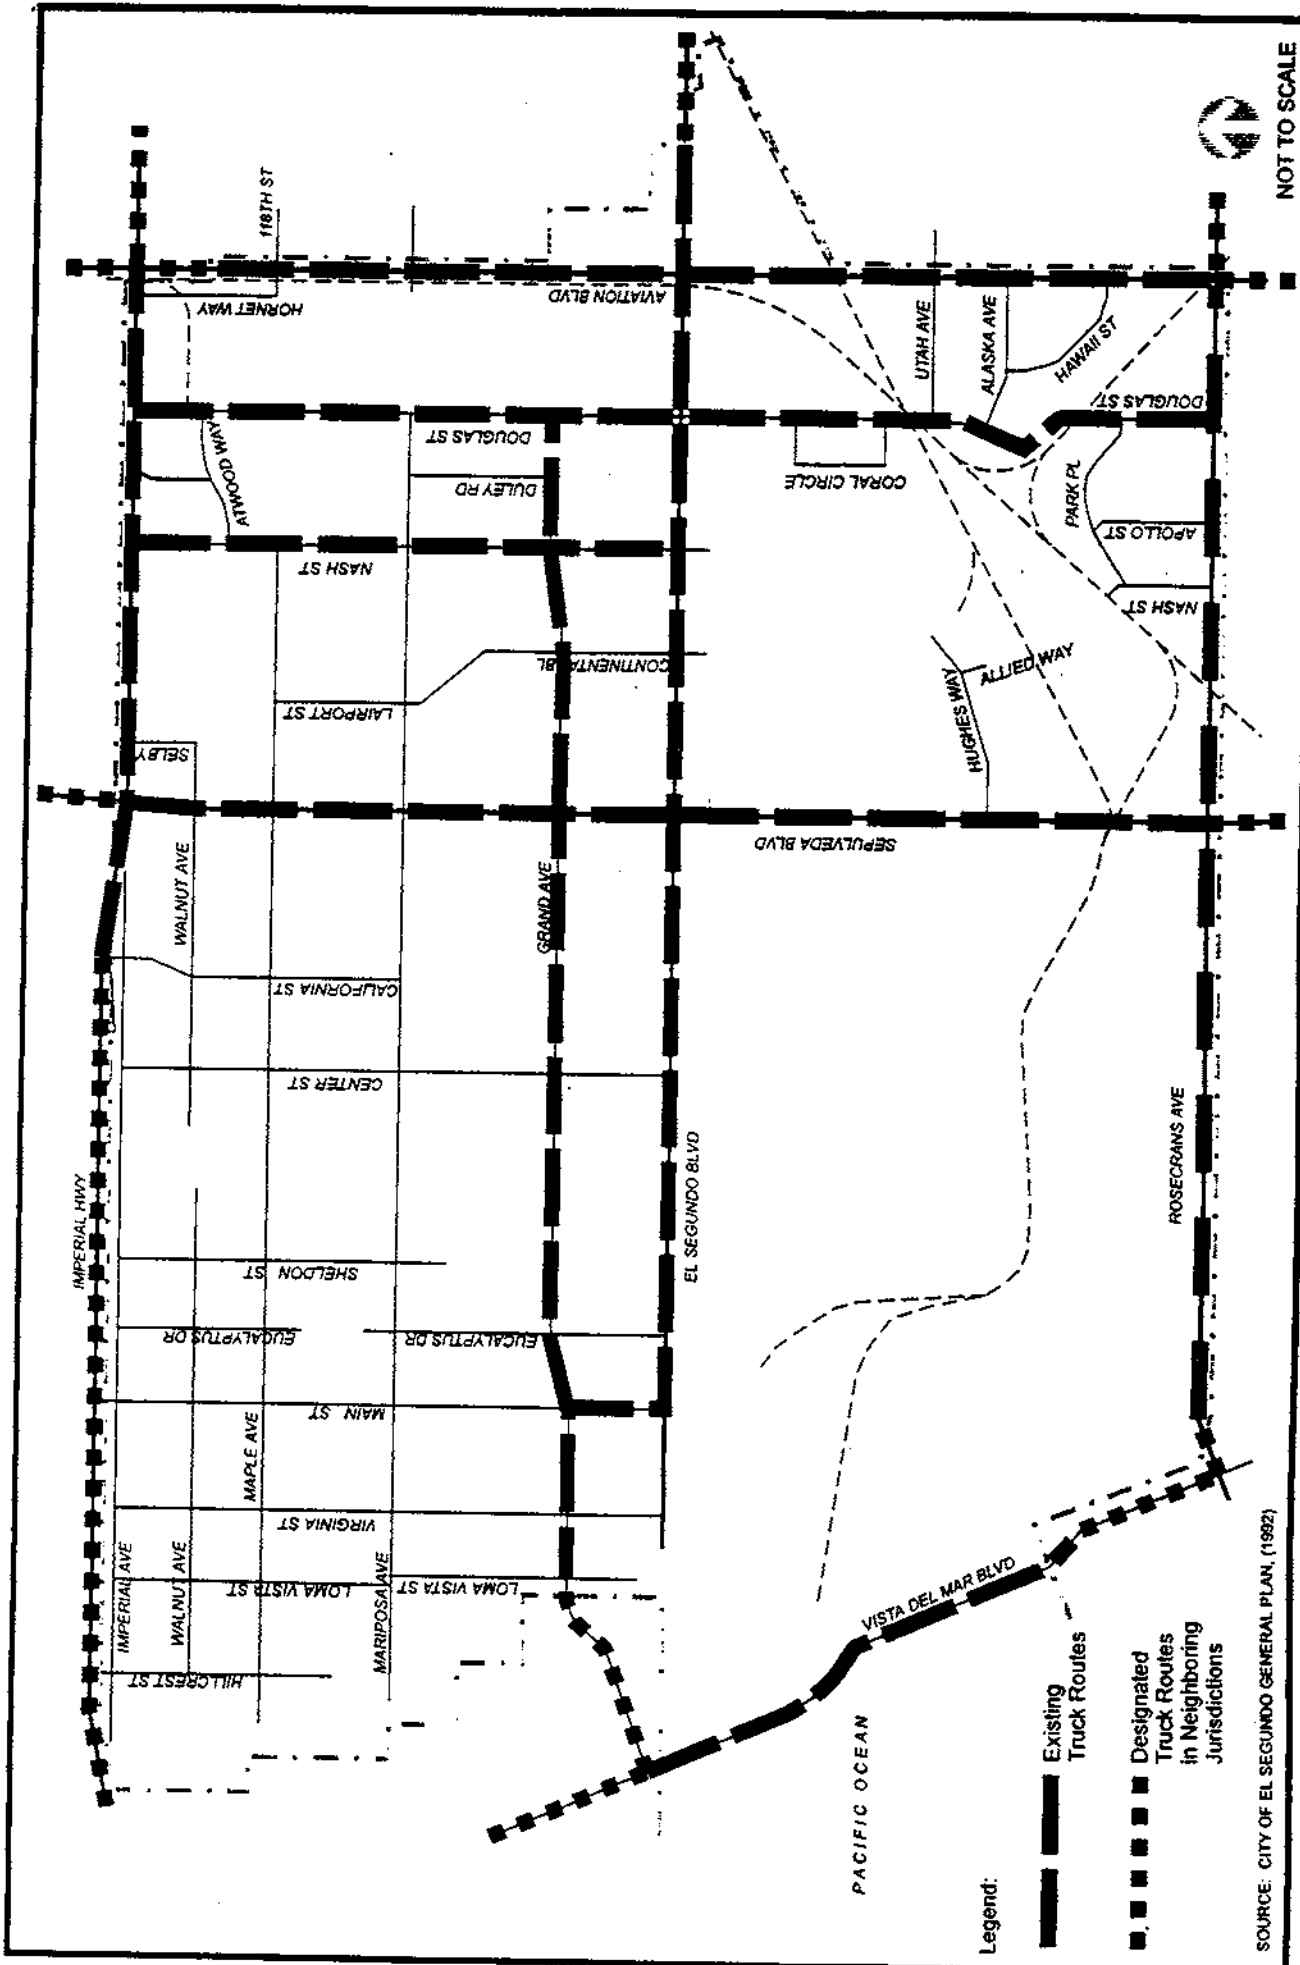 IMPERIAL HWY
IMPERIAL AVE
WALNUT AVE
WALNUT AVE
MAPLE AVE
MARIPOSA AVE
GRAND AVE
EL SEGUNDO BLVD
ROSECRANS AVE
HILLCREST ST
LOMA VISTA ST
LOMA VISTA ST
VIRGINIA ST
MAIN ST
EUCALYPTUS DR
EUCALYPTUS DR
SHELDON ST
CENTER ST
CALIFORNIA ST
SEPULVEDA BLVD
SELBY
LAIRPORT ST
CONTINENTAL BL
NASH ST
ATWOOD WAY
DULEY RD
DOUGLAS ST
HORNET WAY
118TH ST
AVIATION BLVD
CORAL CIRCLE
UTAH AVE
ALASKA AVE
HAWAII ST
DOUGLAS ST
PARK PL
APOLLO ST
NASH ST
HUGHES WAY
ALLIED WAY
VISTA DEL MAR BLVD
PACIFIC OCEAN
Legend:
Existing
Truck Routes
Designated
Truck Routes
in Neighboring
Jurisdictions
SOURCE: CITY OF EL SEGUNDO GENERAL PLAN, (1992)
NOT TO SCALE